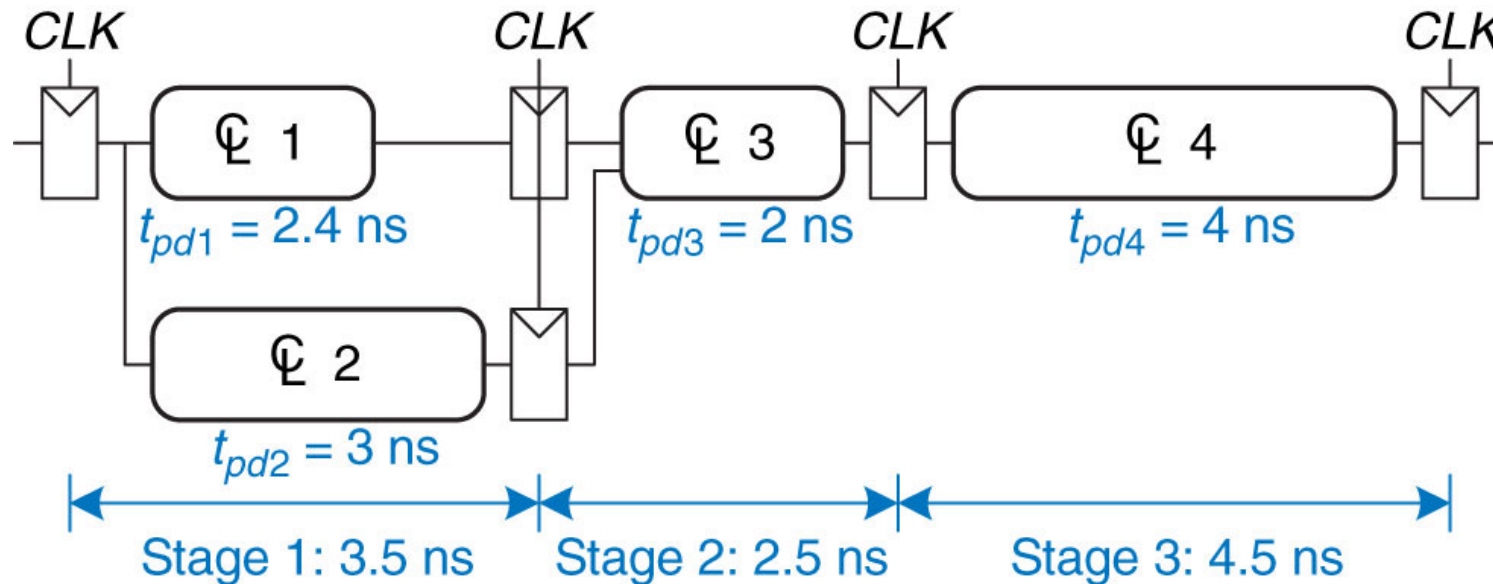 CLK CLK CLK CLK
CL 1 CL 3 CL 4
tpd1 = 2.4 ns tpd3 = 2 ns tpd4 = 4 ns
CL 2
tpd2 = 3 ns
Stage 1: 3.5 ns Stage 2: 2.5 ns Stage 3: 4.5 ns